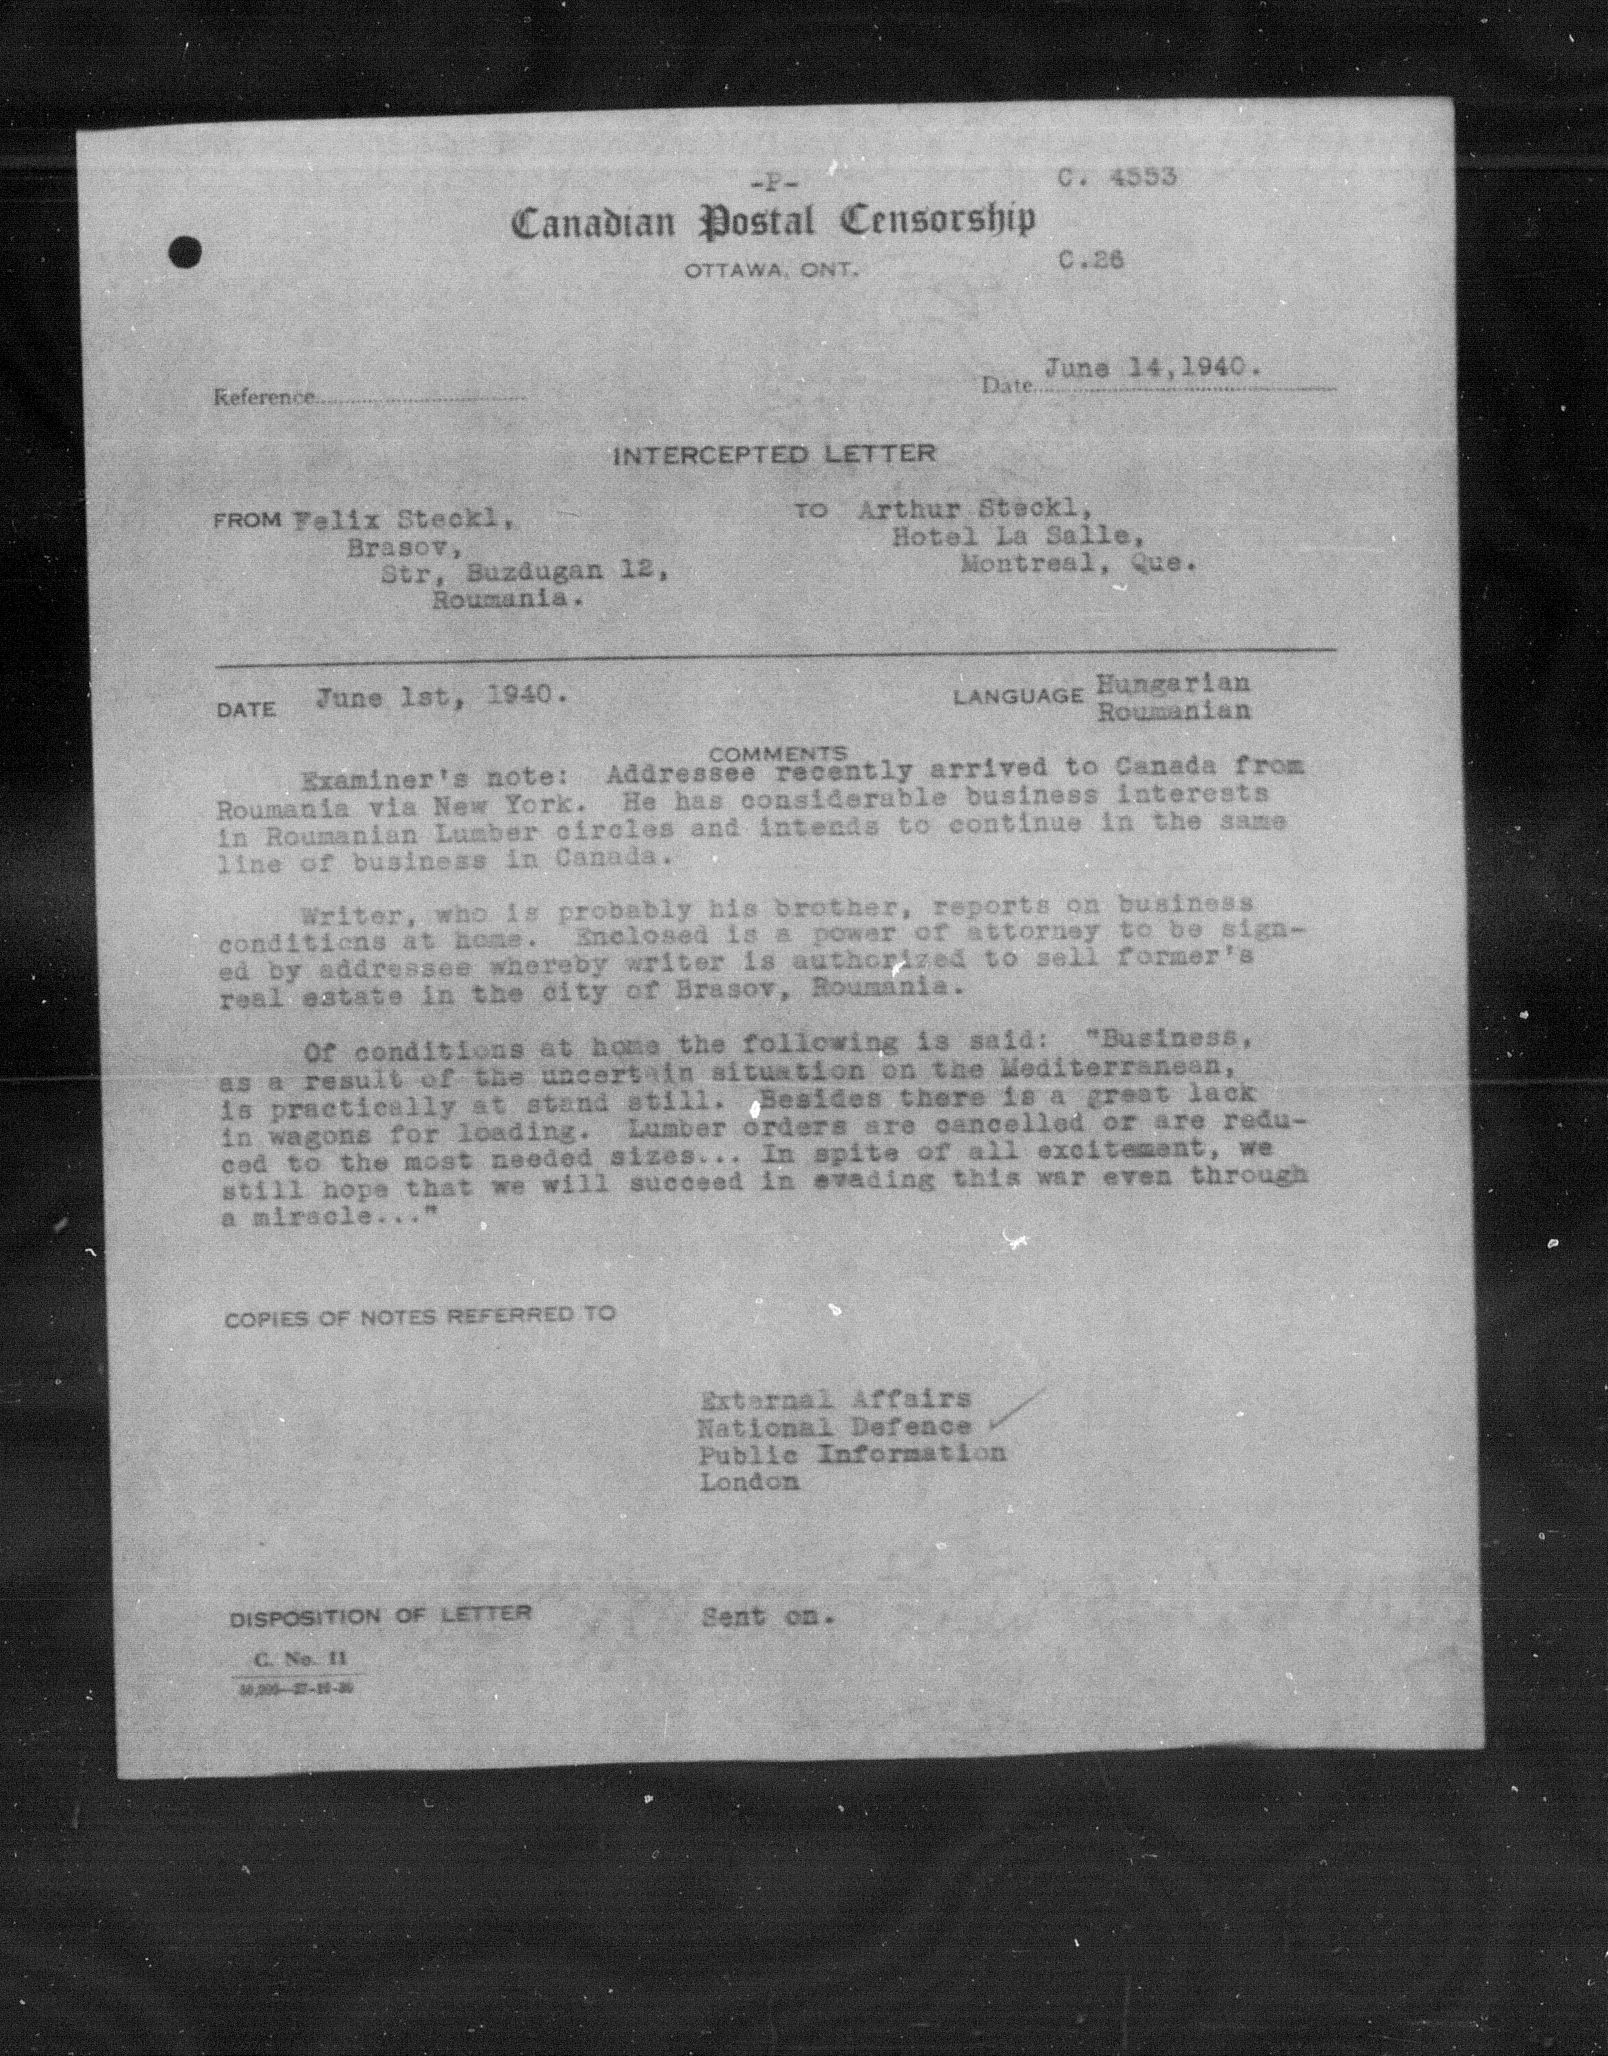 -P-
C. 4553
Canadian Postal Censorship
OTTAWA, ONT.
C.26
Reference
Date June 14,1940.
INTERCEPTED LETTER
FROM Felix Steckl,
Brasov,
Str, Buzdugan 12,
Roumania.
TO Arthur Steckl,
Hotel La Salle,
Montreal, Que.
DATE June 1st, 1940.
LANGUAGE Hungarian
Roumanian
COMMENTS
Examiner's note: Addressee recently arrived to Canada from
Roumania via New York. He has considerable business interests
in Roumanian Lumber circles and intends to continue in the same
line of business in Canada.
Writer, who is probably his brother, reports on business
conditions at home. Enclosed is a power of attorney to be sign-
ed by addressee whereby writer is authorized to sell former's
real estate in the city of Brasov, Roumania.
Of conditions at home the following is said: "Business,
as a result of the uncertain situation on the Mediterranean,
is practically at stand still. Besides there is a great lack
in wagons for loading. Lumber orders are cancelled or are redu-
ced to the most needed sizes... In spite of all excitement, we
still hope that we will succeed in evading this war even through
a miracle..."
COPIES OF NOTES REFERRED TO
External Affairs
National Defence
Public Information
London
DISPOSITION OF LETTER
Sent on.
C. No. 11